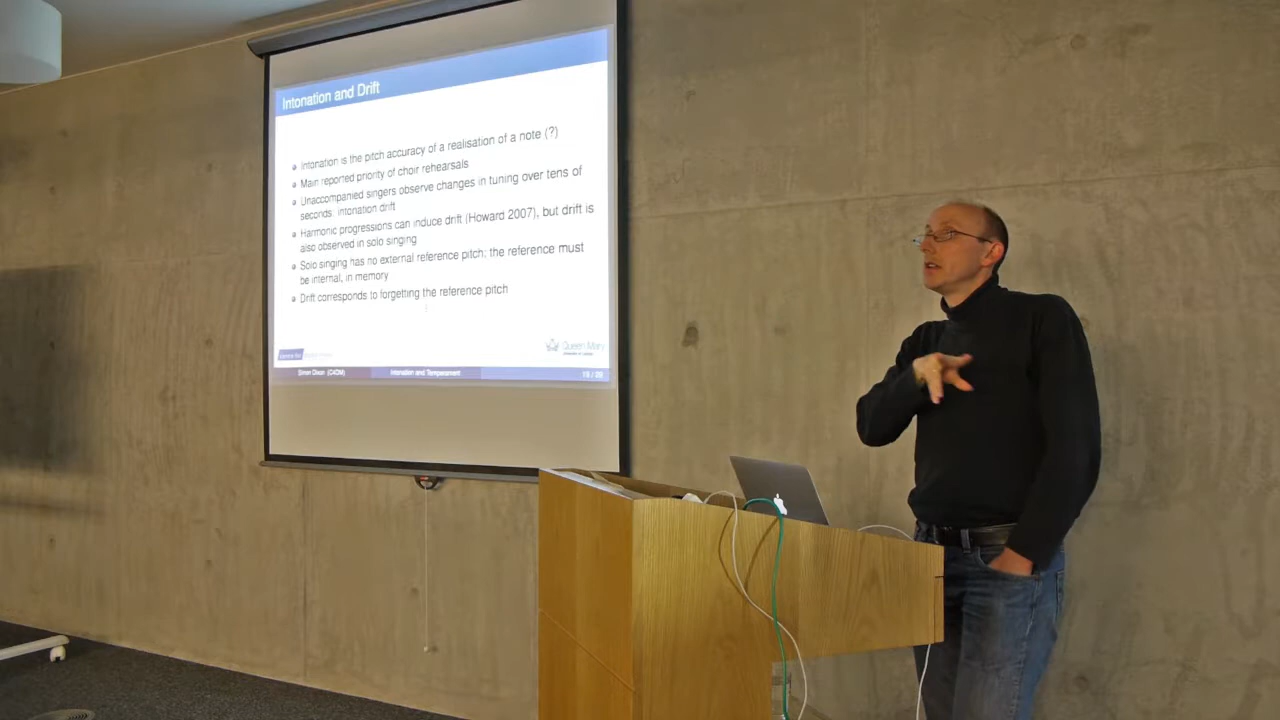 Intonation and Drift
Intonation is the pitch accuracy of a realisation of a note (?)
Main reported priority of choir rehearsals
Unaccompanied singers observe changes in tuning over tens of
seconds: intonation drift
Harmonic progressions can induce drift (Howard 2007), but drift is
also observed in solo singing
Solo singing has no external reference pitch; the reference must
be internal, in memory
Drift corresponds to forgetting the reference pitch
Queen Mary
Simon Dixon (C4DM)
Intonation and Temperament